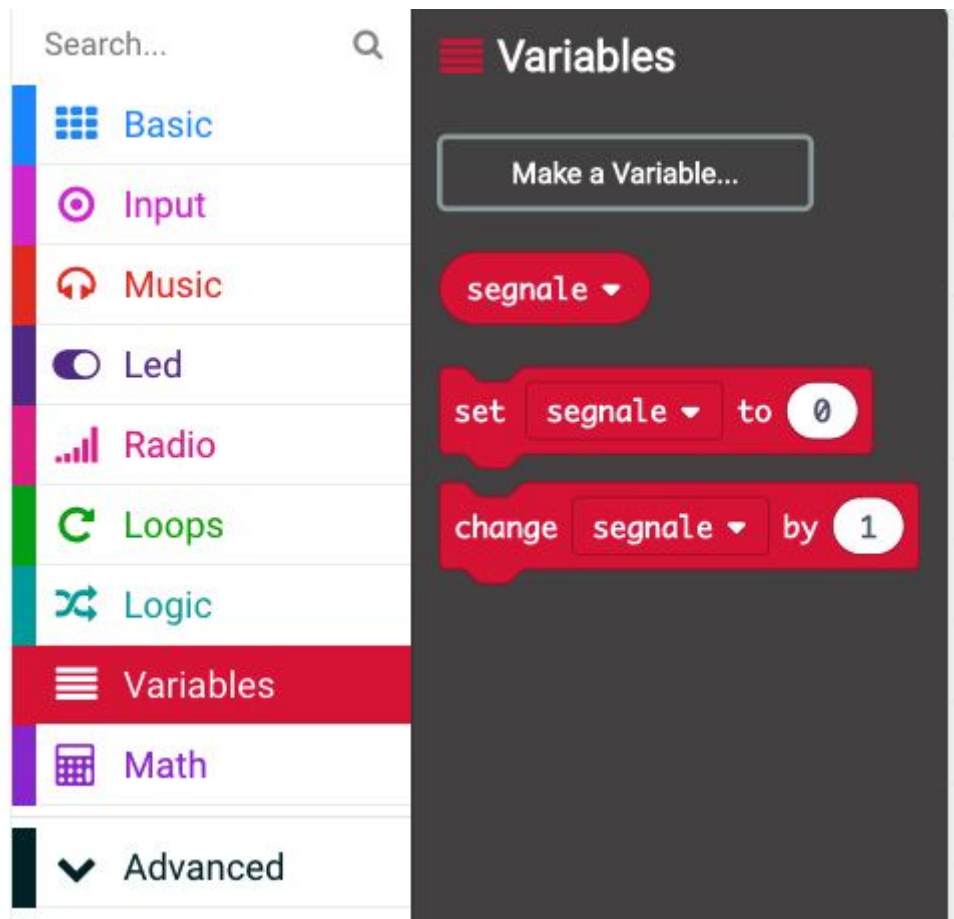 Search...
Basic
Input
Music
Led
Radio
Loops
Logic
Variables
Math
Advanced
Variables
Make a Variable...
segnale
set segnale to 0
change segnale by 1